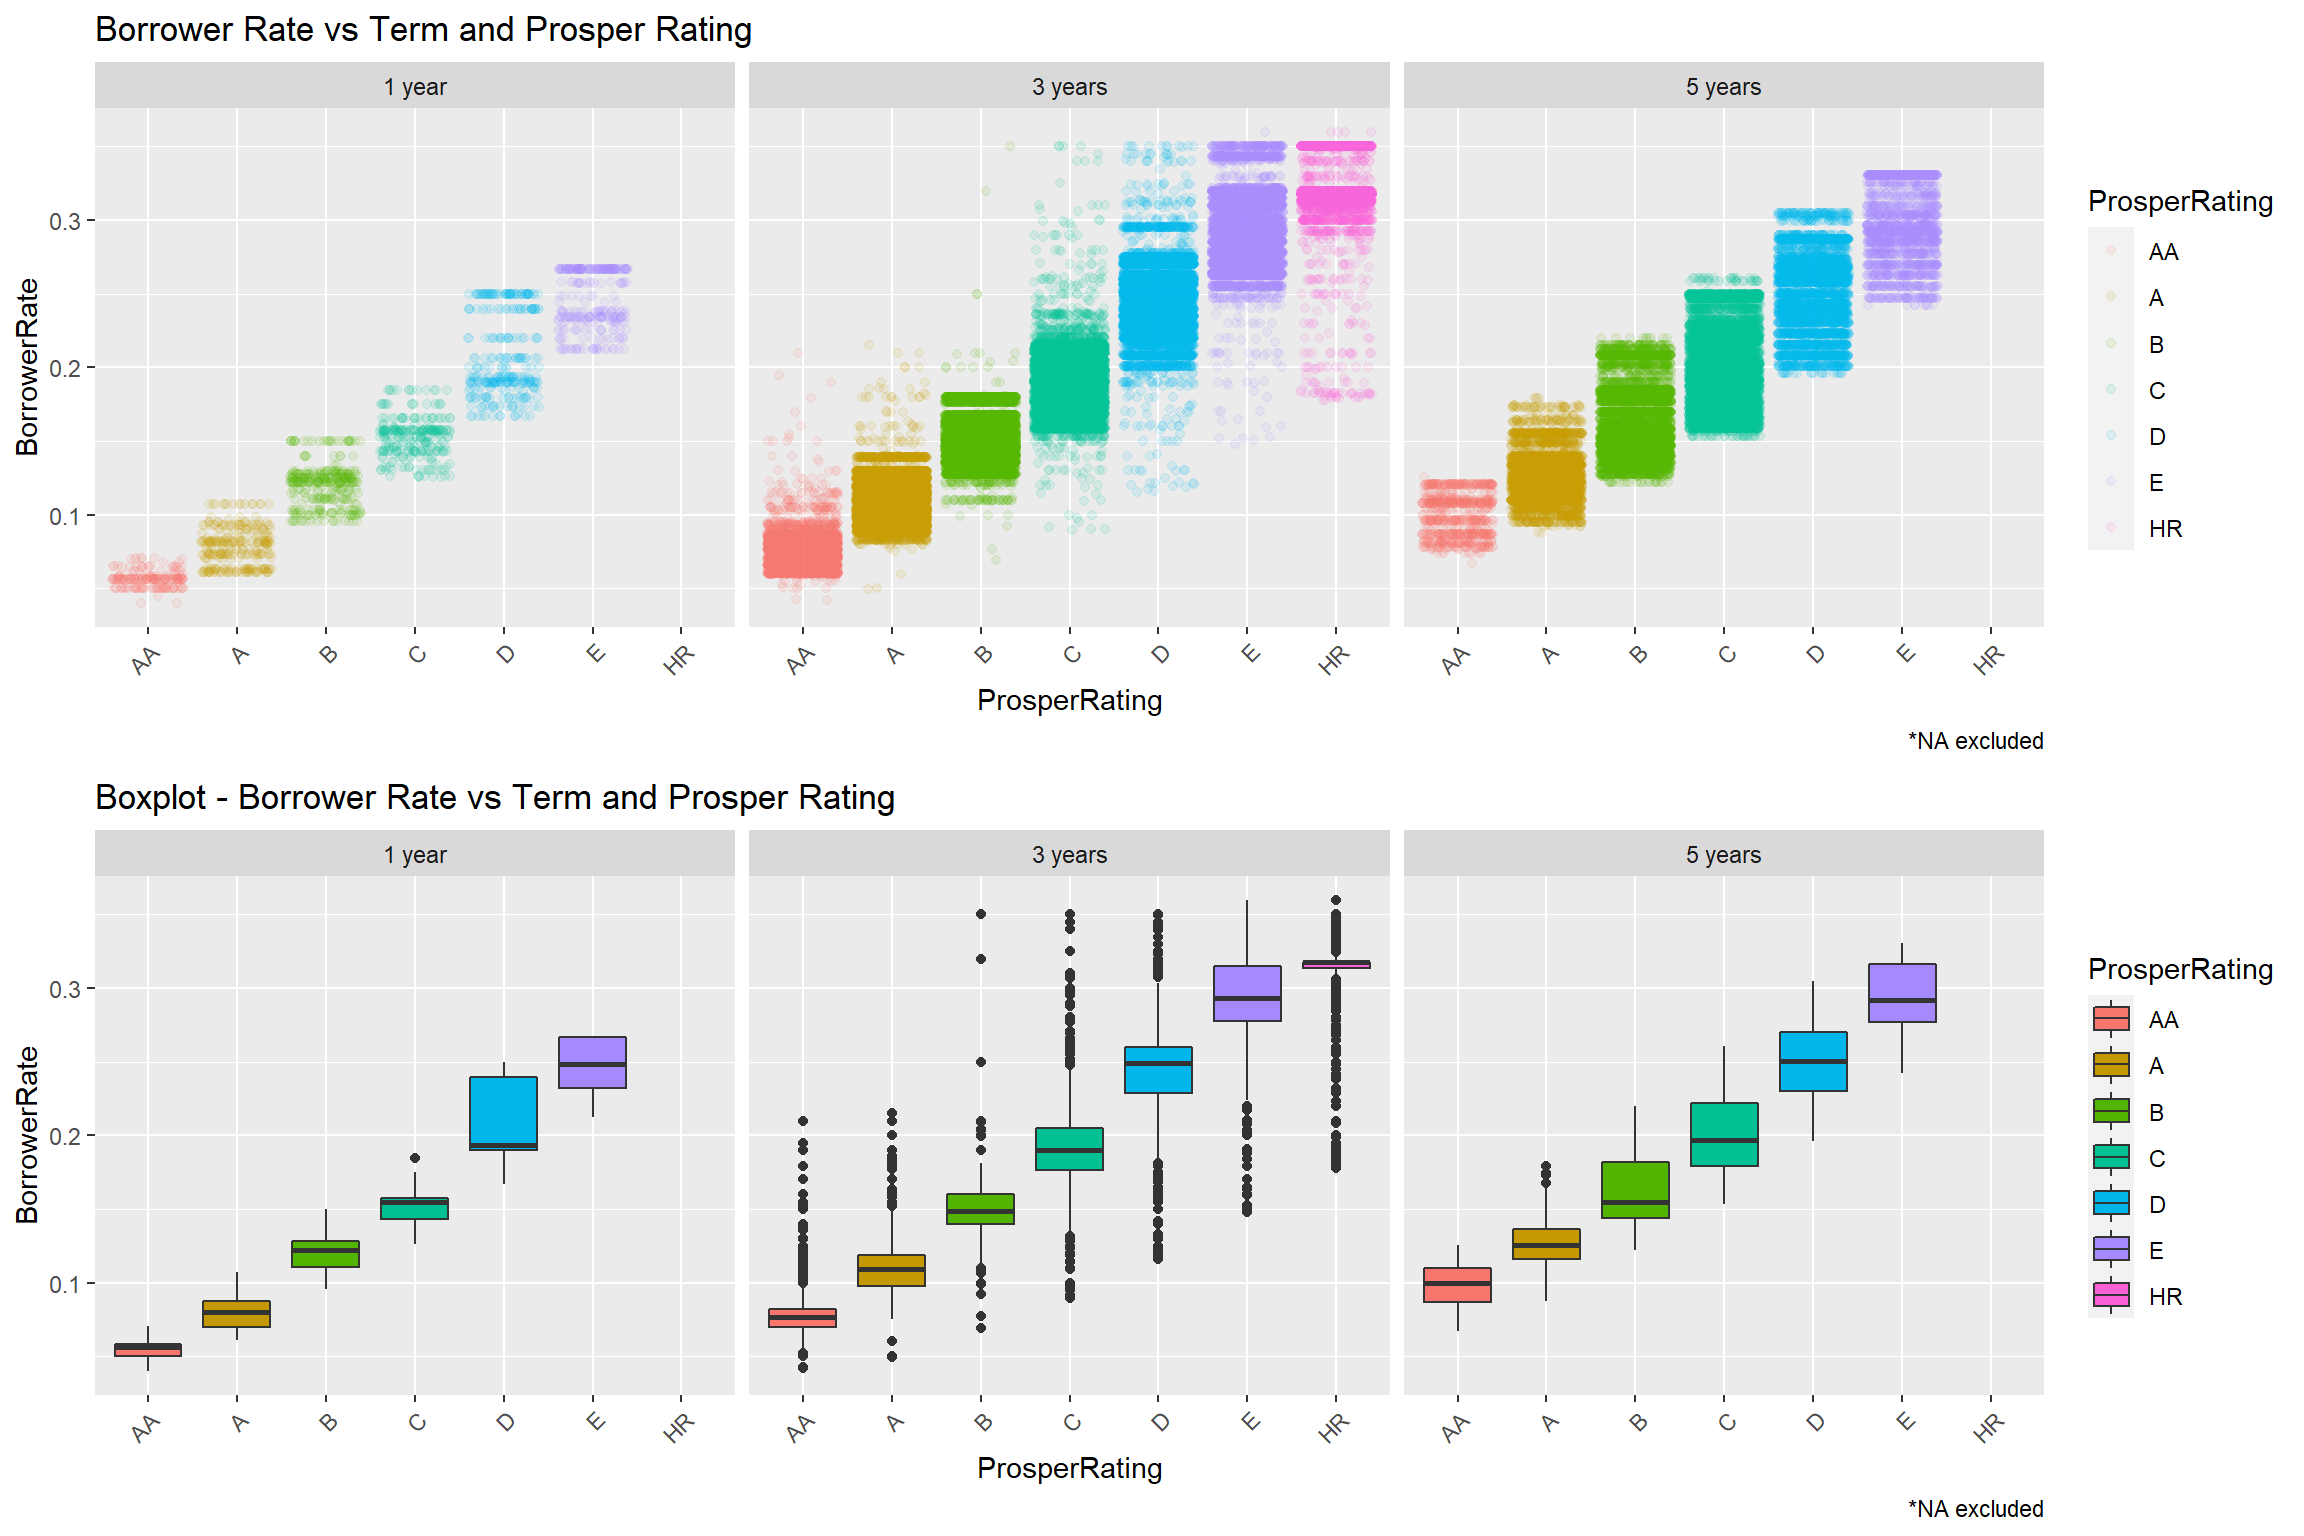 Borrower Rate vs Term and Prosper Rating
1 year
3 years
5 years
BorrowerRate
0.3
0.2
0.1
AA
A
B
C
D
E
HR
AA
A
B
C
D
E
HR
AA
A
B
C
D
E
HR
ProsperRating
*NA excluded
ProsperRating
AA
A
B
C
D
E
HR
Boxplot - Borrower Rate vs Term and Prosper Rating
1 year
3 years
5 years
BorrowerRate
0.3
0.2
0.1
AA
A
B
C
D
E
HR
AA
A
B
C
D
E
HR
AA
A
B
C
D
E
HR
ProsperRating
*NA excluded
ProsperRating
AA
A
B
C
D
E
HR